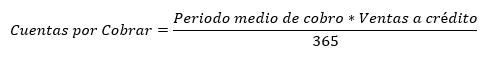 Cuentas por Cobrar = Periodo medio de cobro * Ventas a crédito / 365